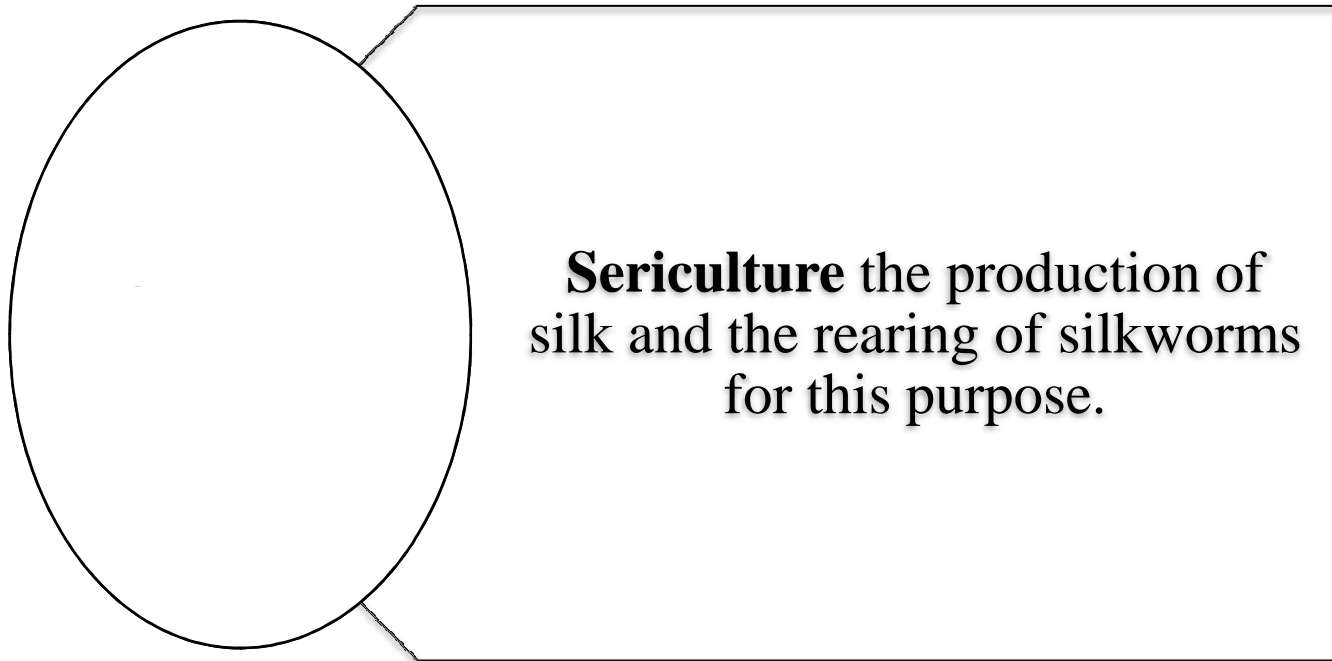 Sericulture the production of
silk and the rearing of silkworms
for this purpose.